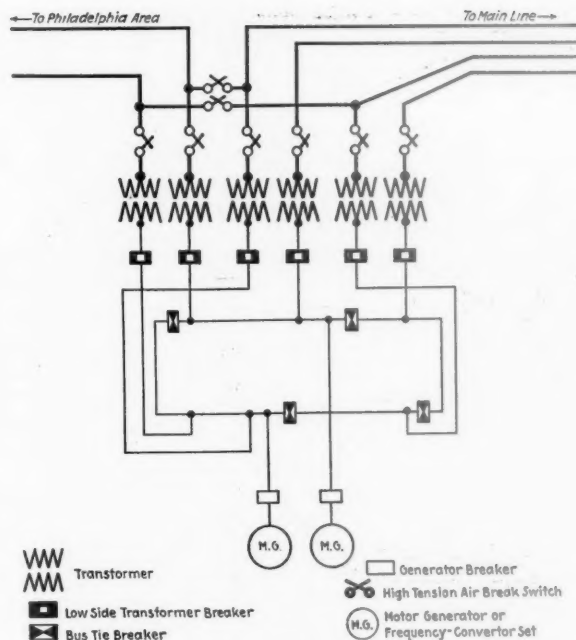 To Philadelphia Area
To Main Line
M.G.
M.G.
Transformer
Low Side Transformer Breaker
Bus Tie Breaker
Generator Breaker
High Tension Air Break Switch
M.G.
Motor Generator or
Frequency-Convertor Set